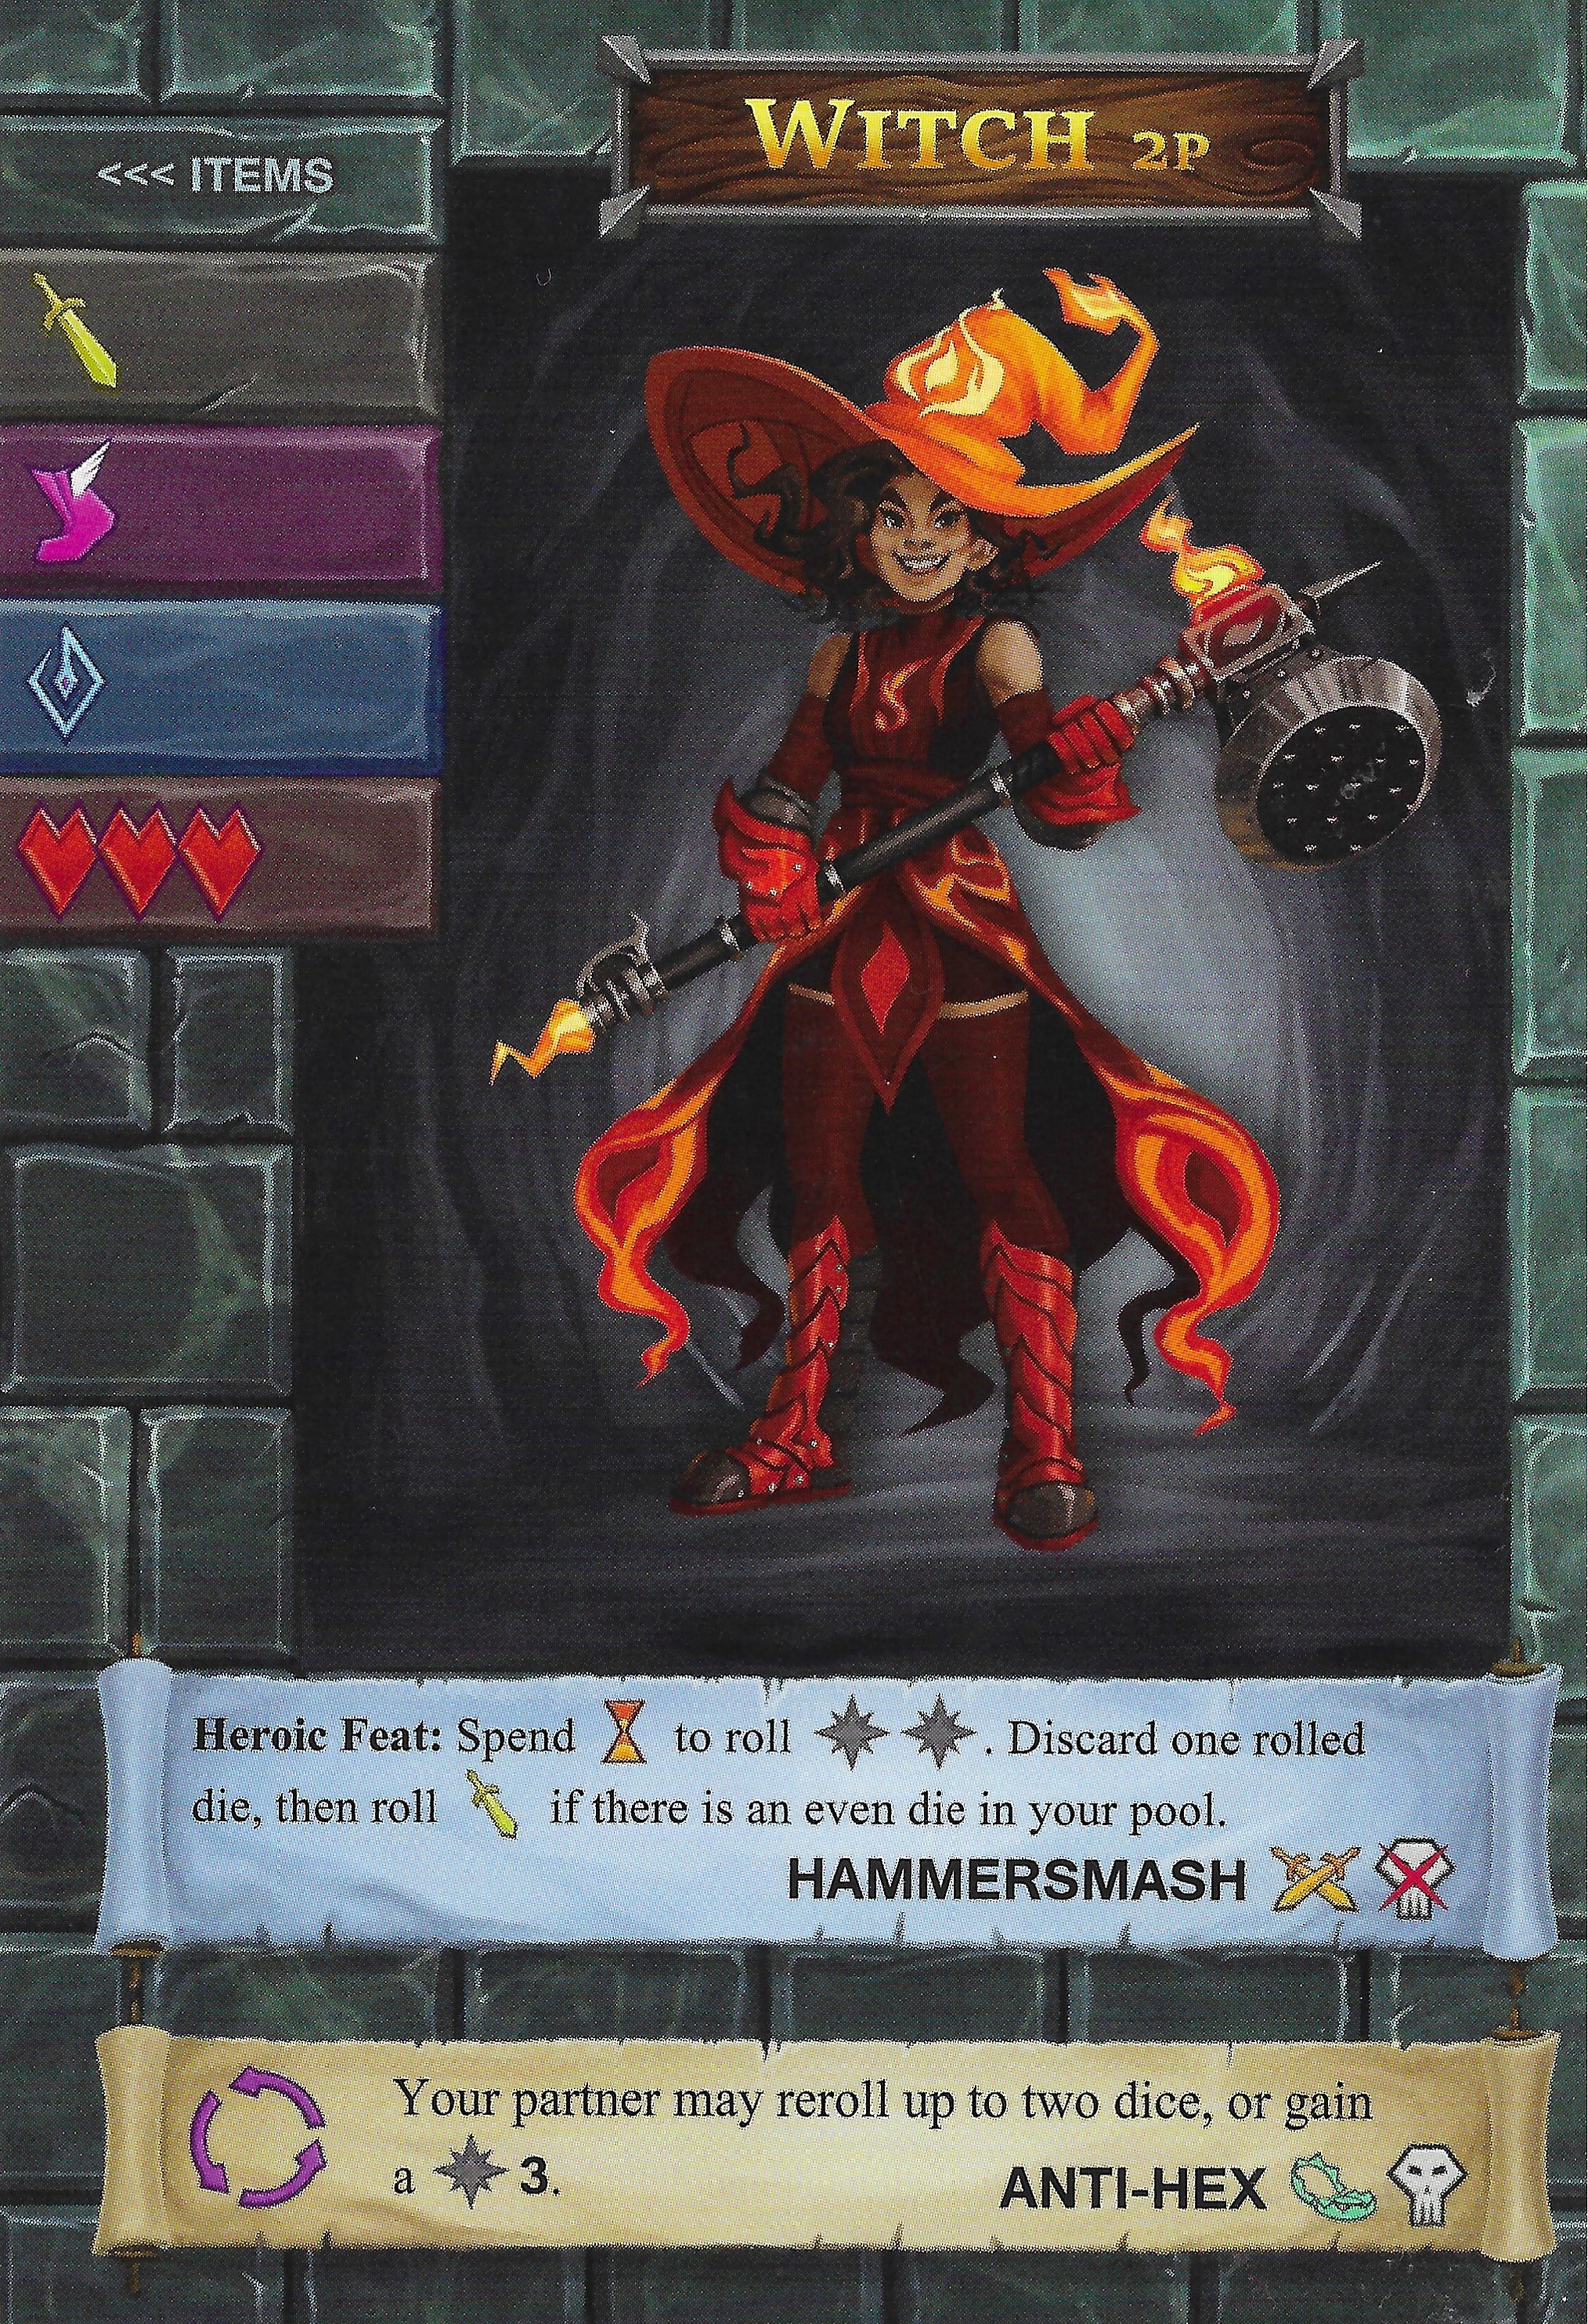 WITCH 2P
<<< ITEMS
Heroic Feat: Spend to roll . Discard one rolled
die, then roll if there is an even die in your pool.
HAMMERSMASH
Your partner may reroll up to two dice, or gain
a 3.
ANTI-HEX